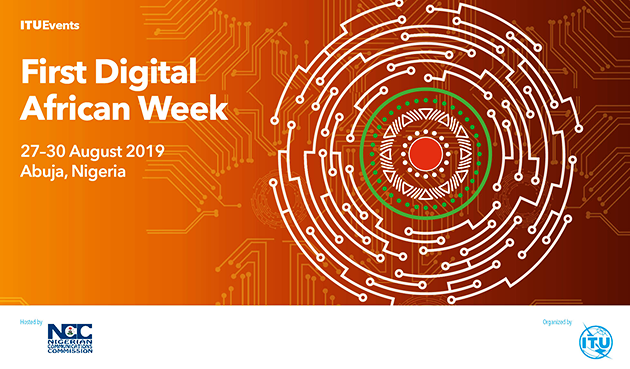 ITUEvents
First Digital
African Week
27–30 August 2019
Abuja, Nigeria
Hosted by
NCC
NIGERIAN
COMMUNICATIONS
COMMISSION
Organized by
ITU